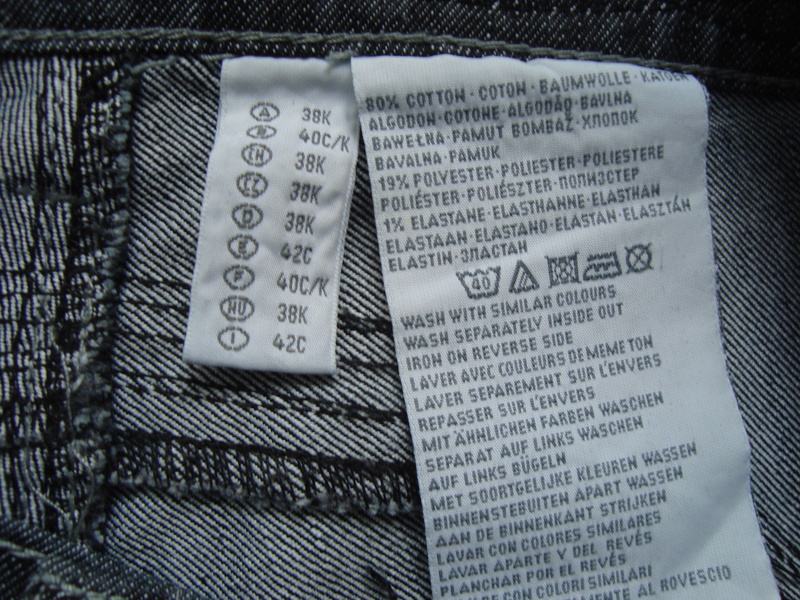 A 38K
B 40C/K
CH 38K
CZ 38K
D 38K
E 42C
F 40C/K
HU 38K
I 42C
80% COTTON · COTON · BAUMWOLLE · KATOEN
ALGODON · COTONE · ALGODÃO · BAVLNA
BAWEŁNA · PAMUT BOMBAŽ · ХЛОПОК
BAVALNA · PAMUK
19% POLYESTER · POLIESTER · POLIESTERE
POLIÉSTER · POLIÉSZTER · ПОЛИЭСТЕР
1% ELASTANE · ELASTHANNE · ELASTHAN
ELASTAAN · ELASTANO · ELASTAN · ELASZTÁN
ELASTIN · ЭЛАСТАН
40
WASH WITH SIMILAR COLOURS
WASH SEPARATELY INSIDE OUT
IRON ON REVERSE SIDE
LAVER AVEC COULEURS DE MEME TON
LAVER SEPAREMENT SUR L'ENVERS
REPASSER SUR L'ENVERS
MIT ÄHNLICHEN FARBEN WASCHEN
SEPARAT AUF LINKS WASCHEN
AUF LINKS BÜGELN
MET SOORTGELIJKE KLEUREN WASSEN
BINNENSTEBUITEN APART WASSEN
AAN DE BINNENKANT STRIJKEN
LAVAR CON COLORES SIMILARES
LAVAR APARTE Y DEL REVÉS
PLANCHAR POR EL REVÉS
CON COLORI SIMILARI
AL ROVESCIO